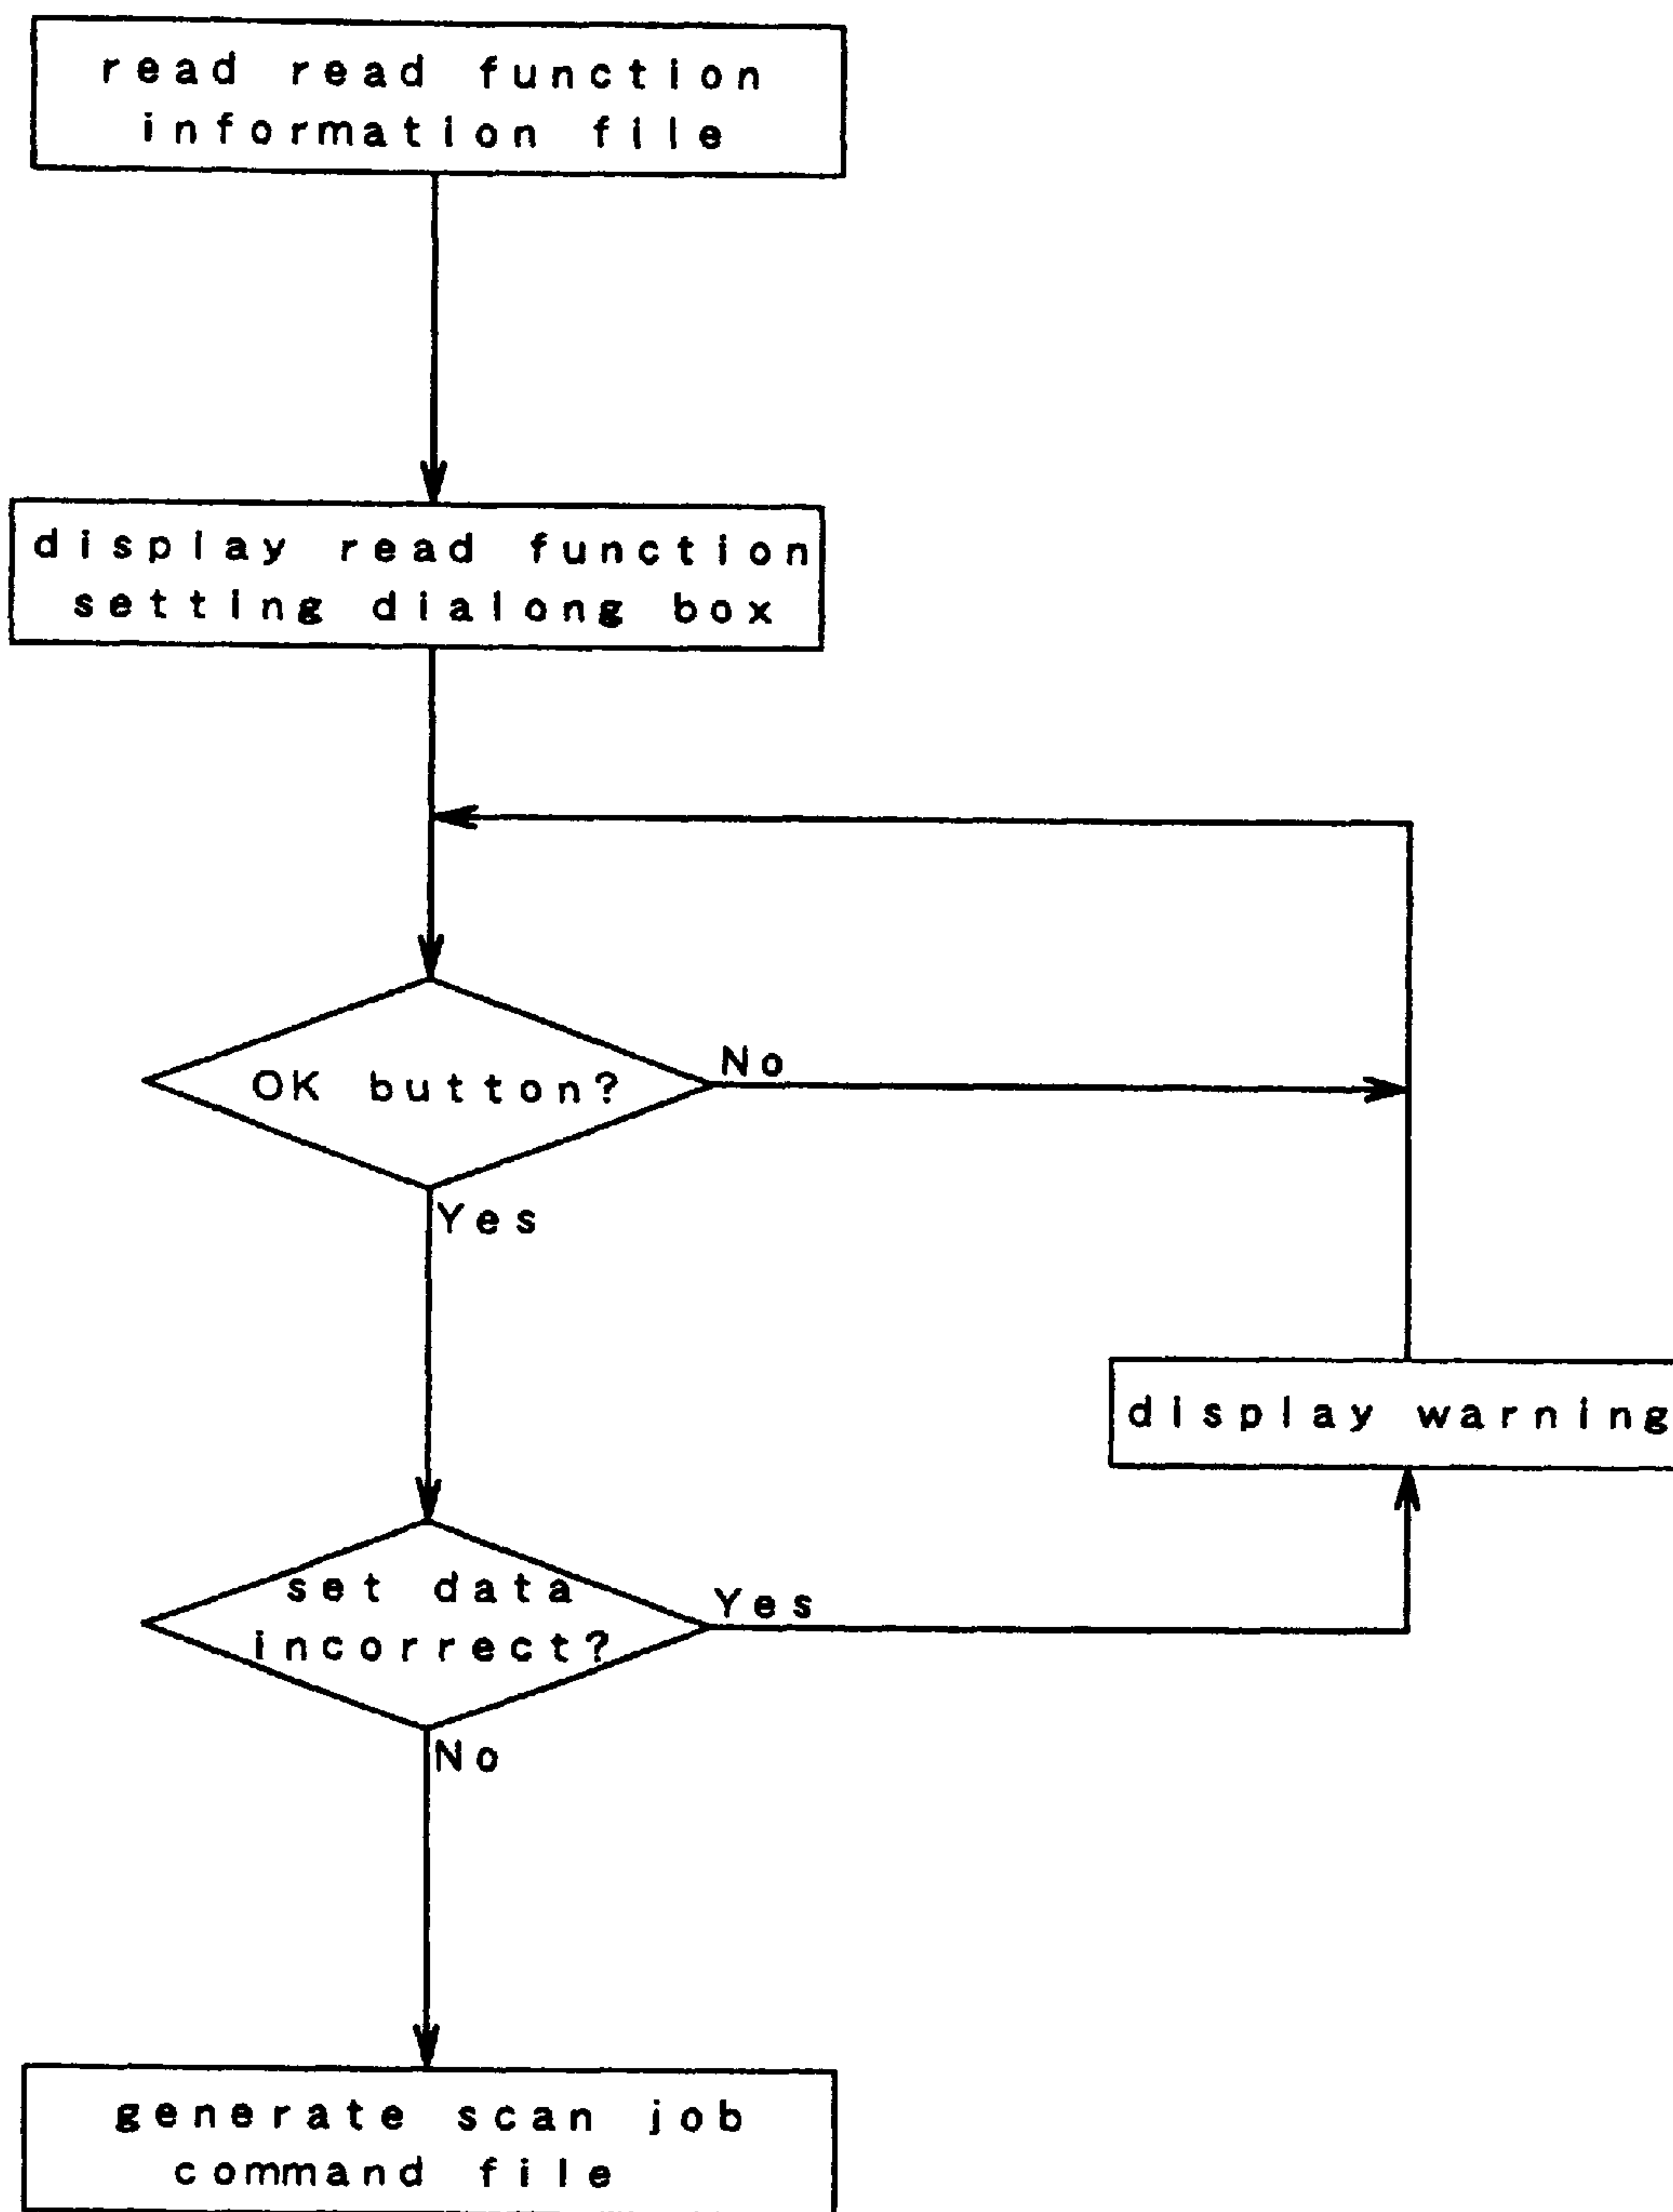 read read function
information file
display read function
setting dialong box
OK button?
No
Yes
display warning
set data
incorrect?
Yes
No
generate scan job
command file